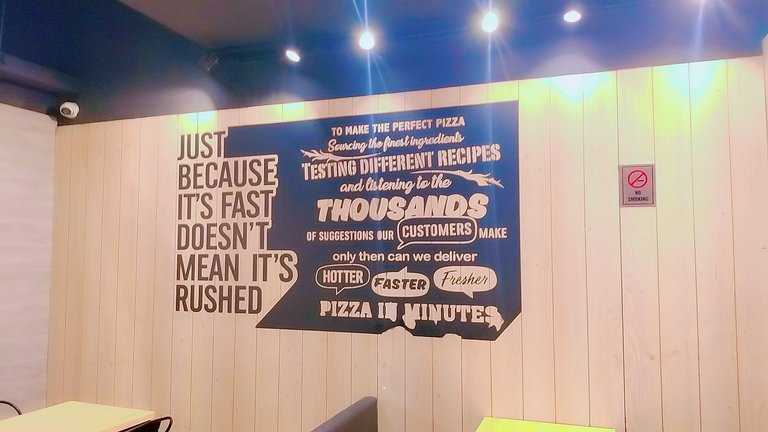 JUST
BECAUSE
IT'S FAST
DOESN'T
MEAN IT'S
RUSHED
TO MAKE THE PERFECT PIZZA
Sourcing the finest ingredients
TESTING DIFFERENT RECIPES
and listening to the
THOUSANDS
OF SUGGESTIONS OUR CUSTOMERS MAKE
only then can we deliver
HOTTER FASTER Fresher
PIZZA IN MINUTES
NO
SMOKING